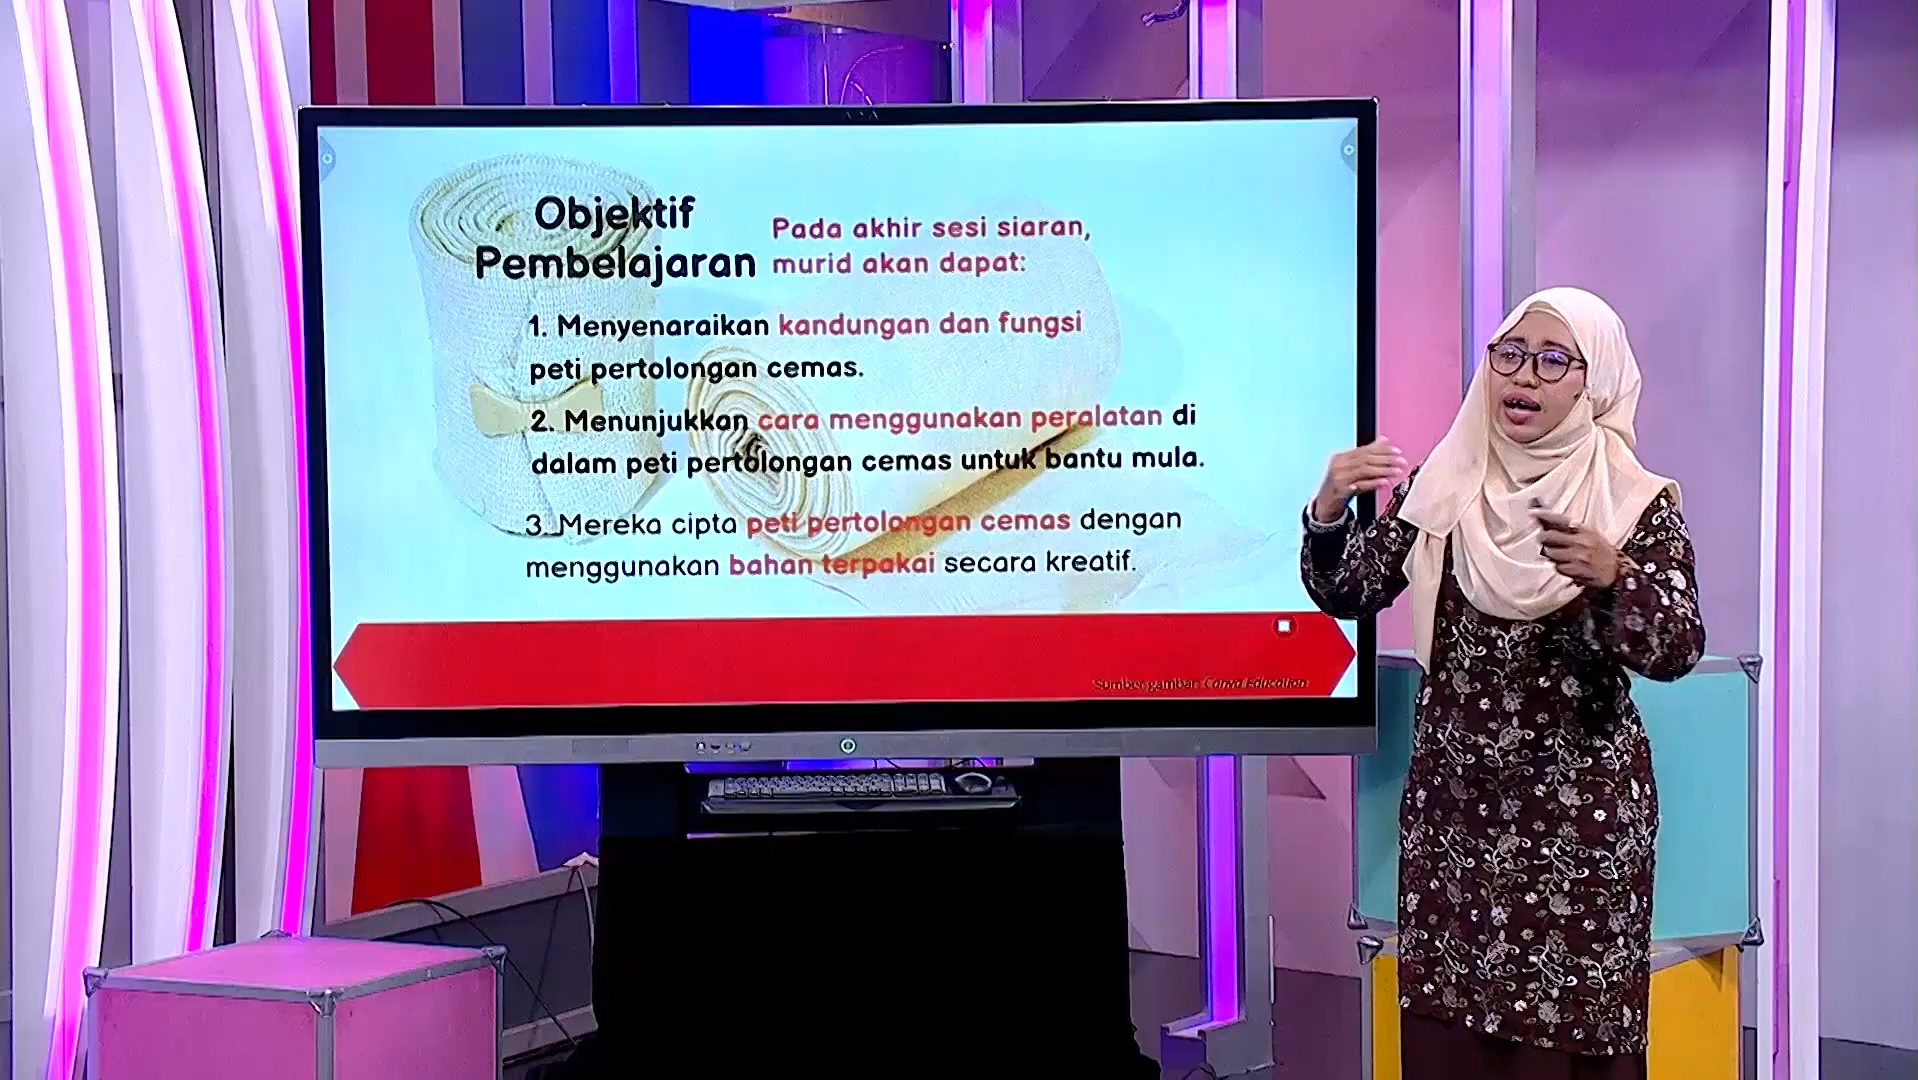 Objektif
Pembelajaran
Pada akhir sesi siaran,
murid akan dapat:
1. Menyenaraikan kandungan dan fungsi
peti pertolongan cemas.
2. Menunjukkan cara menggunakan peralatan di
dalam peti pertolongan cemas untuk bantu mula.
3. Mereka cipta peti pertolongan cemas dengan
menggunakan bahan terpakai secara kreatif.
Sumber gambar: Canva Education